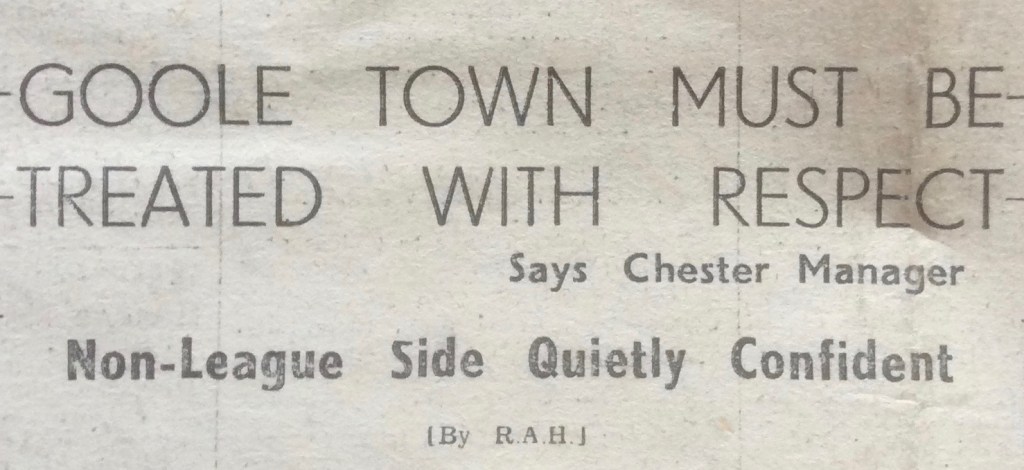 -GOOLE TOWN MUST BE-
-TREATED WITH RESPECT-
Says Chester Manager
Non-League Side Quietly Confident
[By R.A.H.]